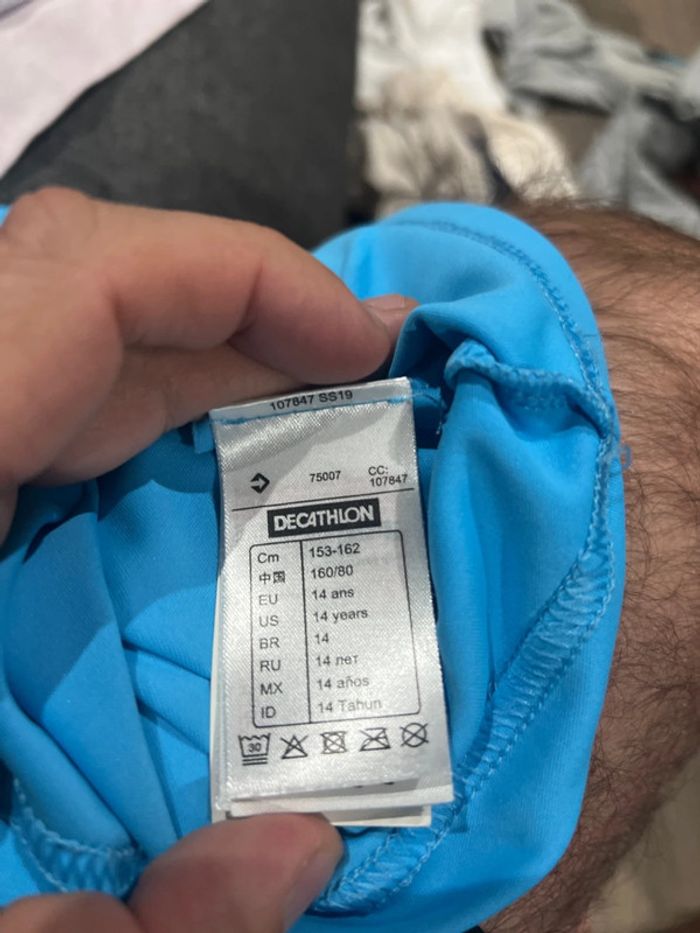 107847 SS19
75007 CC: 107847
DECATHLON
Cm 153-162
中国 160/80
EU 14 ans
US 14 years
BR 14
RU 14 лет
MX 14 años
ID 14 Tahun
30